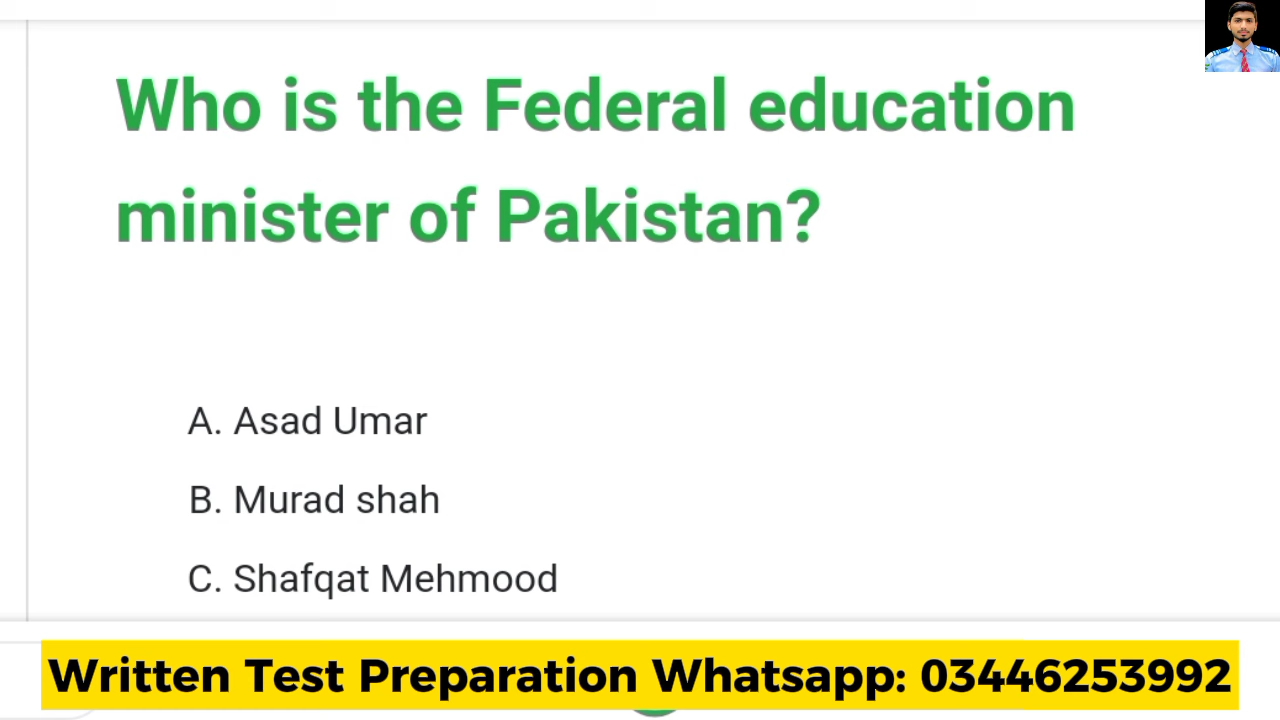 Who is the Federal education
minister of Pakistan?
A. Asad Umar
B. Murad shah
C. Shafqat Mehmood
Written Test Preparation Whatsapp: 03446253992